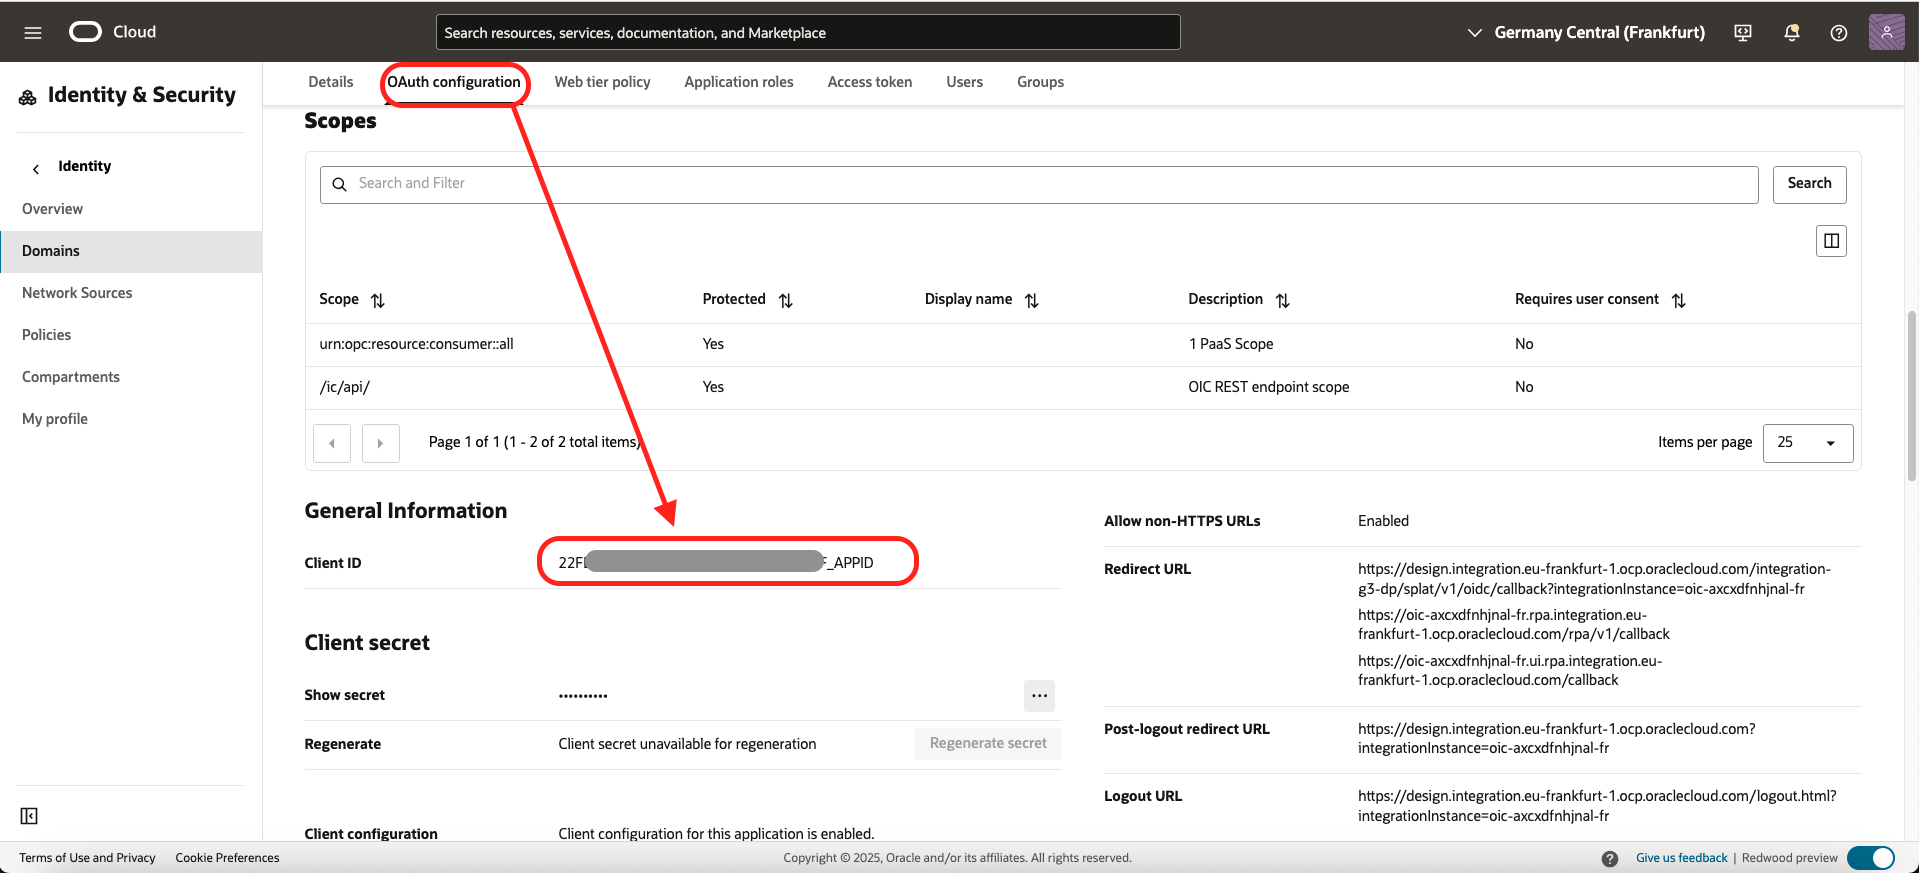 Cloud
Search resources, services, documentation, and Marketplace
Germany Central (Frankfurt)
Identity & Security
Identity
Overview
Domains
Network Sources
Policies
Compartments
My profile
Details
OAuth configuration
Web tier policy
Application roles
Access token
Users
Groups
Scopes
Search and Filter
Search
Scope Protected Display name Description Requires user consent
urn:opc:resource:consumer::all Yes 1 PaaS Scope No
/ic/api/ Yes OIC REST endpoint scope No
Page 1 of 1 (1 - 2 of 2 total items)
Items per page 25
General Information
Client ID 22F _APPID
Client secret
Show secret ••••••••••
Regenerate Client secret unavailable for regeneration Regenerate secret
Client configuration Client configuration for this application is enabled.
Allow non-HTTPS URLs Enabled
Redirect URL https://design.integration.eu-frankfurt-1.ocp.oraclecloud.com/integration-
g3-dp/splat/v1/oidc/callback?integrationInstance=oic-axcxdfnhjnal-fr
https://oic-axcxdfnhjnal-fr.rpa.integration.eu-
frankfurt-1.ocp.oraclecloud.com/rpa/v1/callback
https://oic-axcxdfnhjnal-fr.ui.rpa.integration.eu-
frankfurt-1.ocp.oraclecloud.com/callback
Post-logout redirect URL https://design.integration.eu-frankfurt-1.ocp.oraclecloud.com?
integrationInstance=oic-axcxdfnhjnal-fr
Logout URL https://design.integration.eu-frankfurt-1.ocp.oraclecloud.com/logout.html?
integrationInstance=oic-axcxdfnhjnal-fr
Terms of Use and Privacy
Cookie Preferences
Copyright © 2025, Oracle and/or its affiliates. All rights reserved.
Give us feedback | Redwood preview